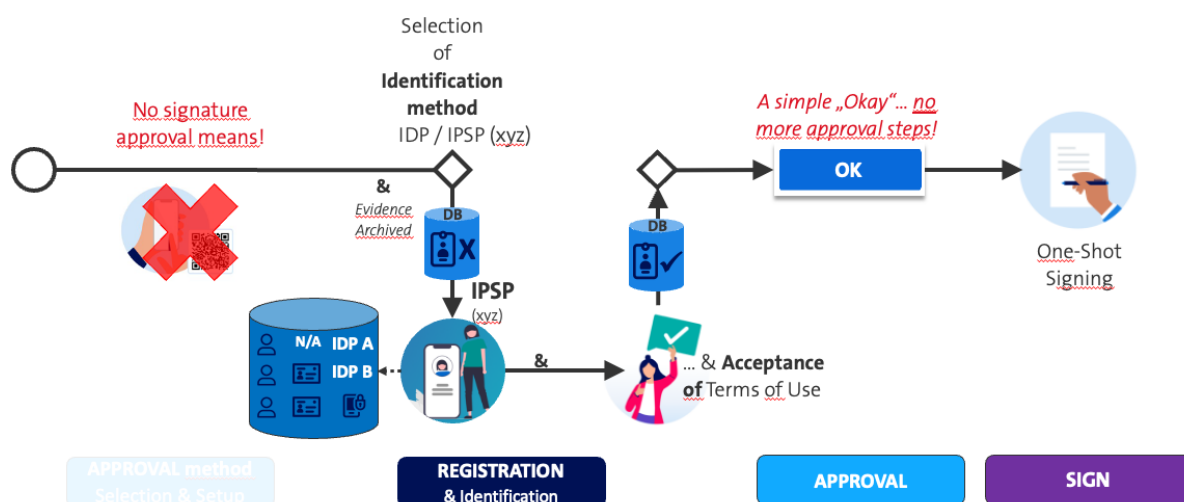 No signature
approval means!
Selection
of
Identification
method
IDP / IPSP (xyz)
&
Evidence
Archived
DB
X
IPSP
(xyz)
N/A IDP A
IDP B
&
DB
... & Acceptance
of Terms of Use
A simple „Okay“... no
more approval steps!
OK
One-Shot
Signing
APPROVAL method
Selection & Setup
REGISTRATION
& Identification
APPROVAL
SIGN